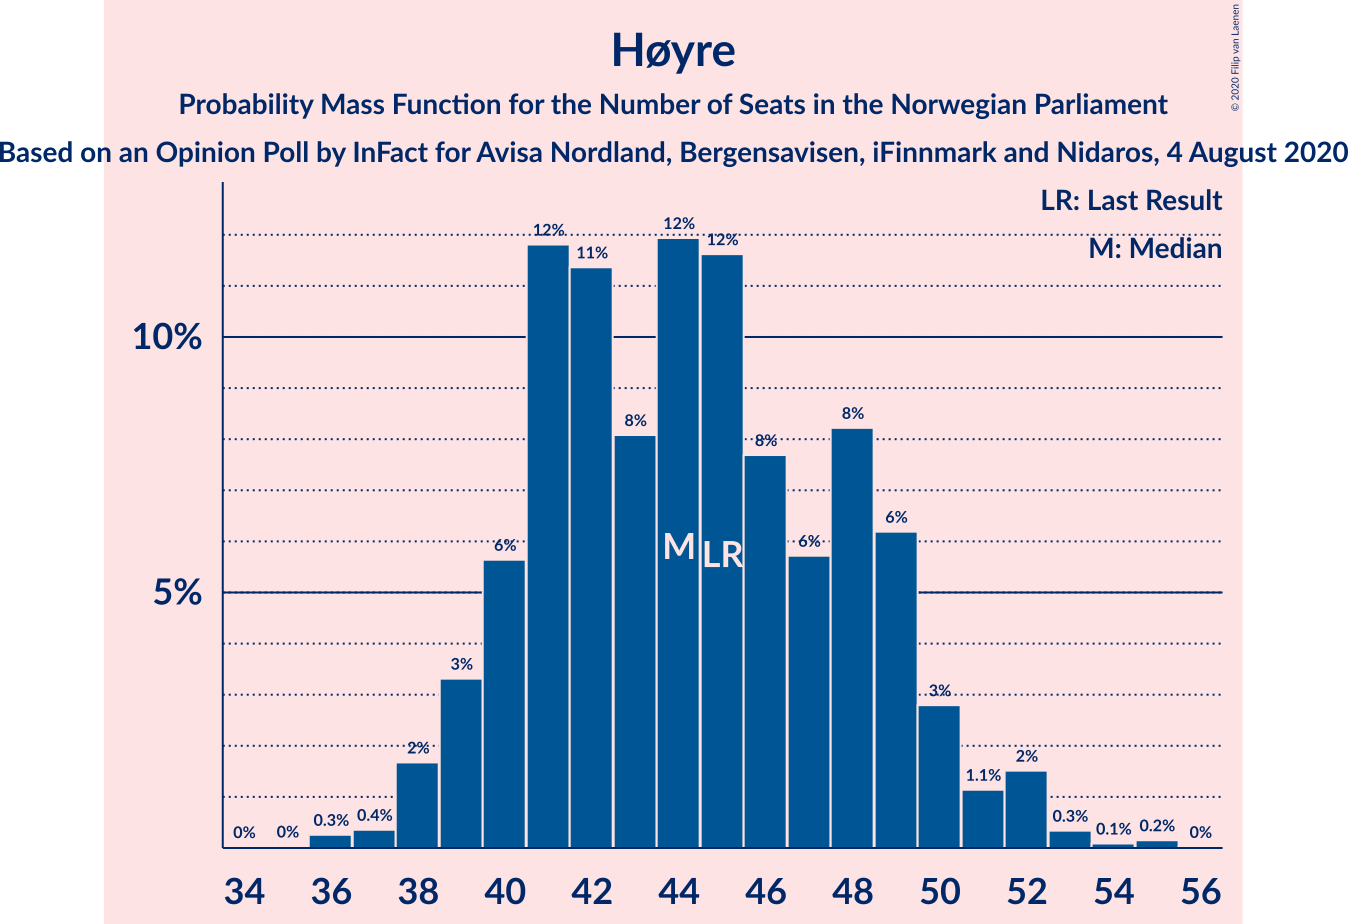 Høyre
Probability Mass Function for the Number of Seats in the Norwegian Parliament
Based on an Opinion Poll by InFact for Avisa Nordland, Bergensavisen, iFinnmark and Nidaros, 4 August 2020
© 2020 Filip van Laenen
LR: Last Result
M: Median
10%
5%
0% 0% 0.3% 0.4% 2% 3% 6% 12% 11% 8% 12% 12% 8% 6% 8% 6% 3% 1.1% 2% 0.3% 0.1% 0.2% 0%
M LR
34 36 38 40 42 44 46 48 50 52 54 56